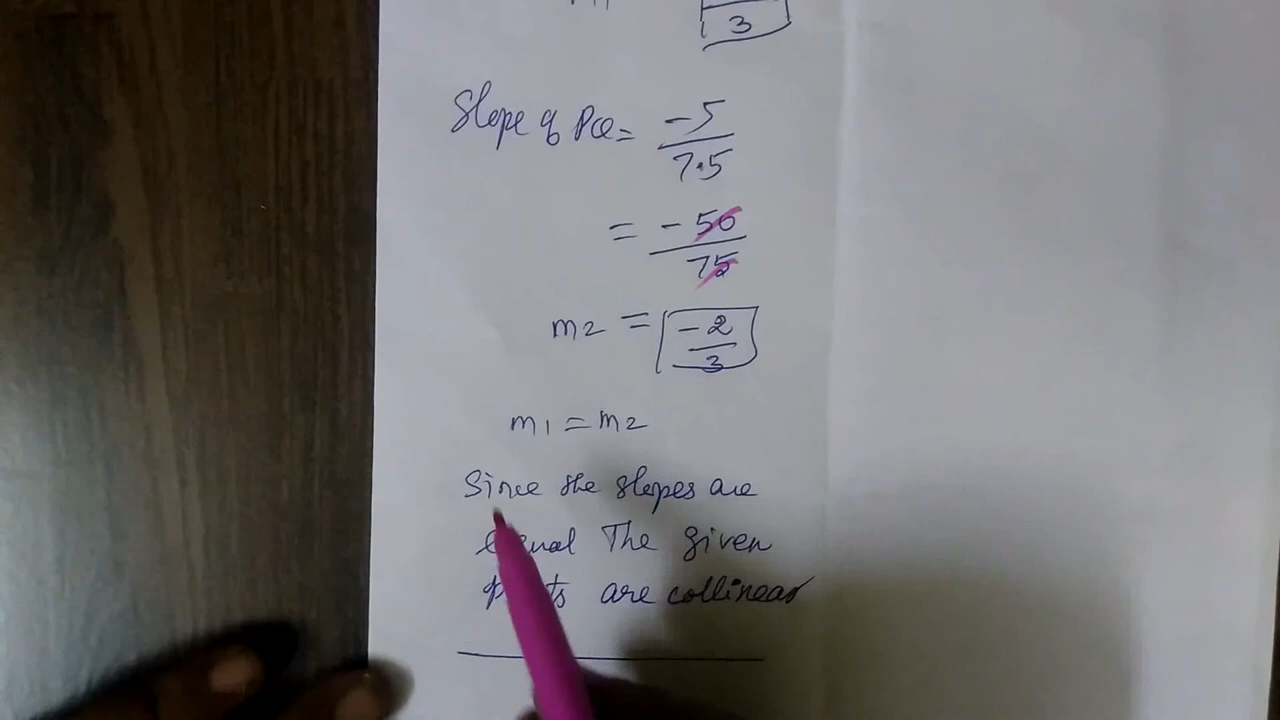 3
Slope of PQ = -5/7.5
= -50/75
m2 = -2/3
m1 = m2
Since the slopes are
The given
are collinear